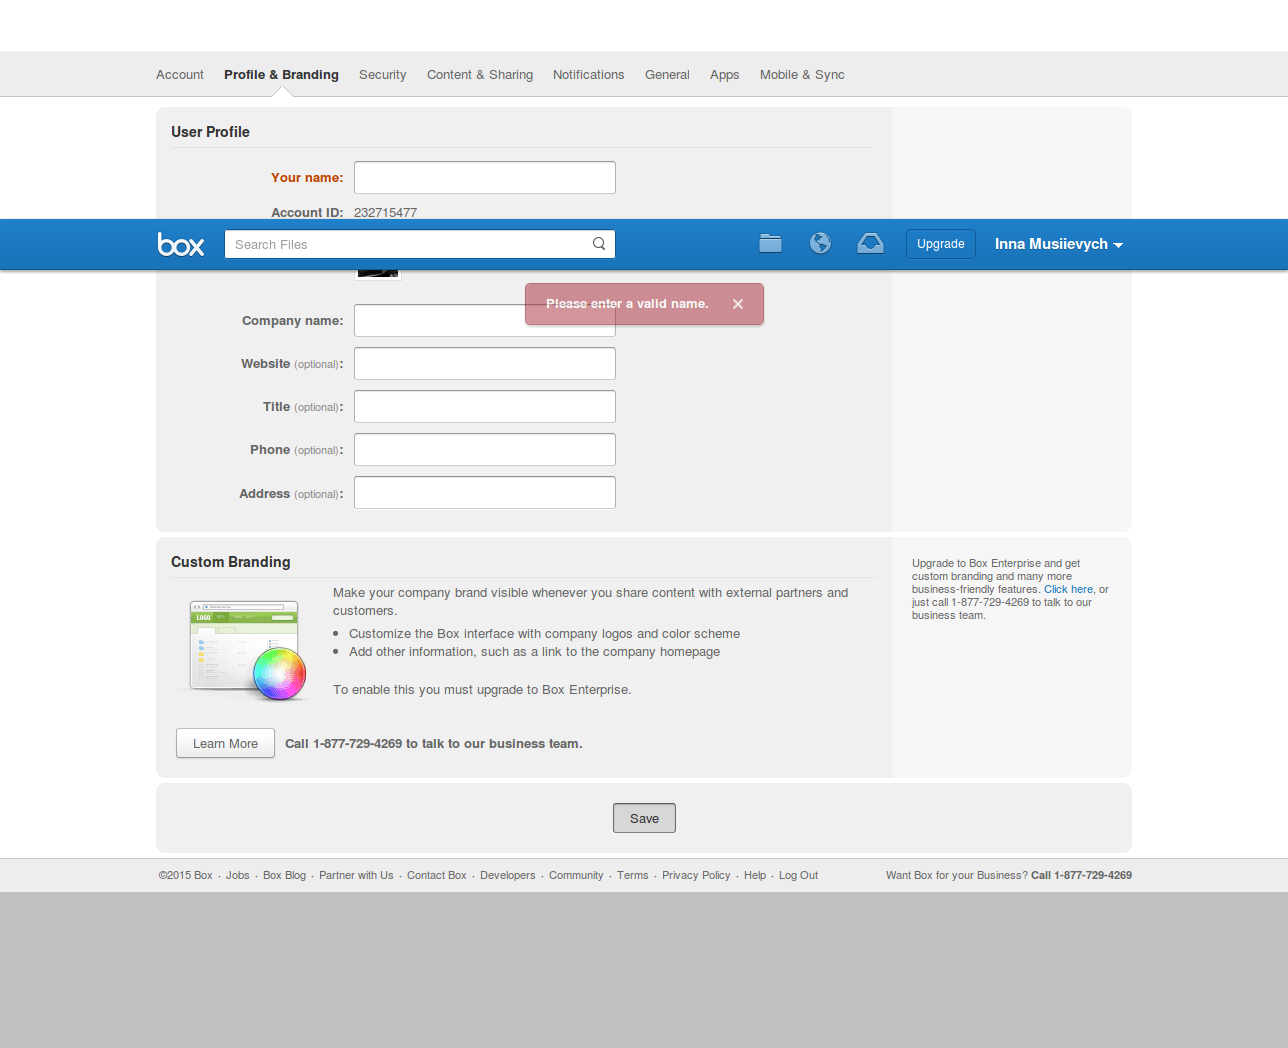 Account Profile & Branding Security Content & Sharing Notifications General Apps Mobile & Sync
User Profile
Your name:
Account ID: 232715477
box Search Files Upgrade Inna Musiievych
Please enter a valid name.
Company name:
Website (optional):
Title (optional):
Phone (optional):
Address (optional):
Custom Branding
Make your company brand visible whenever you share content with external partners and
customers.
• Customize the Box interface with company logos and color scheme
• Add other information, such as a link to the company homepage
To enable this you must upgrade to Box Enterprise.
LOGO
Learn More Call 1-877-729-4269 to talk to our business team.
Upgrade to Box Enterprise and get
custom branding and many more
business-friendly features. Click here, or
just call 1-877-729-4269 to talk to our
business team.
Save
©2015 Box · Jobs · Box Blog · Partner with Us · Contact Box · Developers · Community · Terms · Privacy Policy · Help · Log Out Want Box for your Business? Call 1-877-729-4269